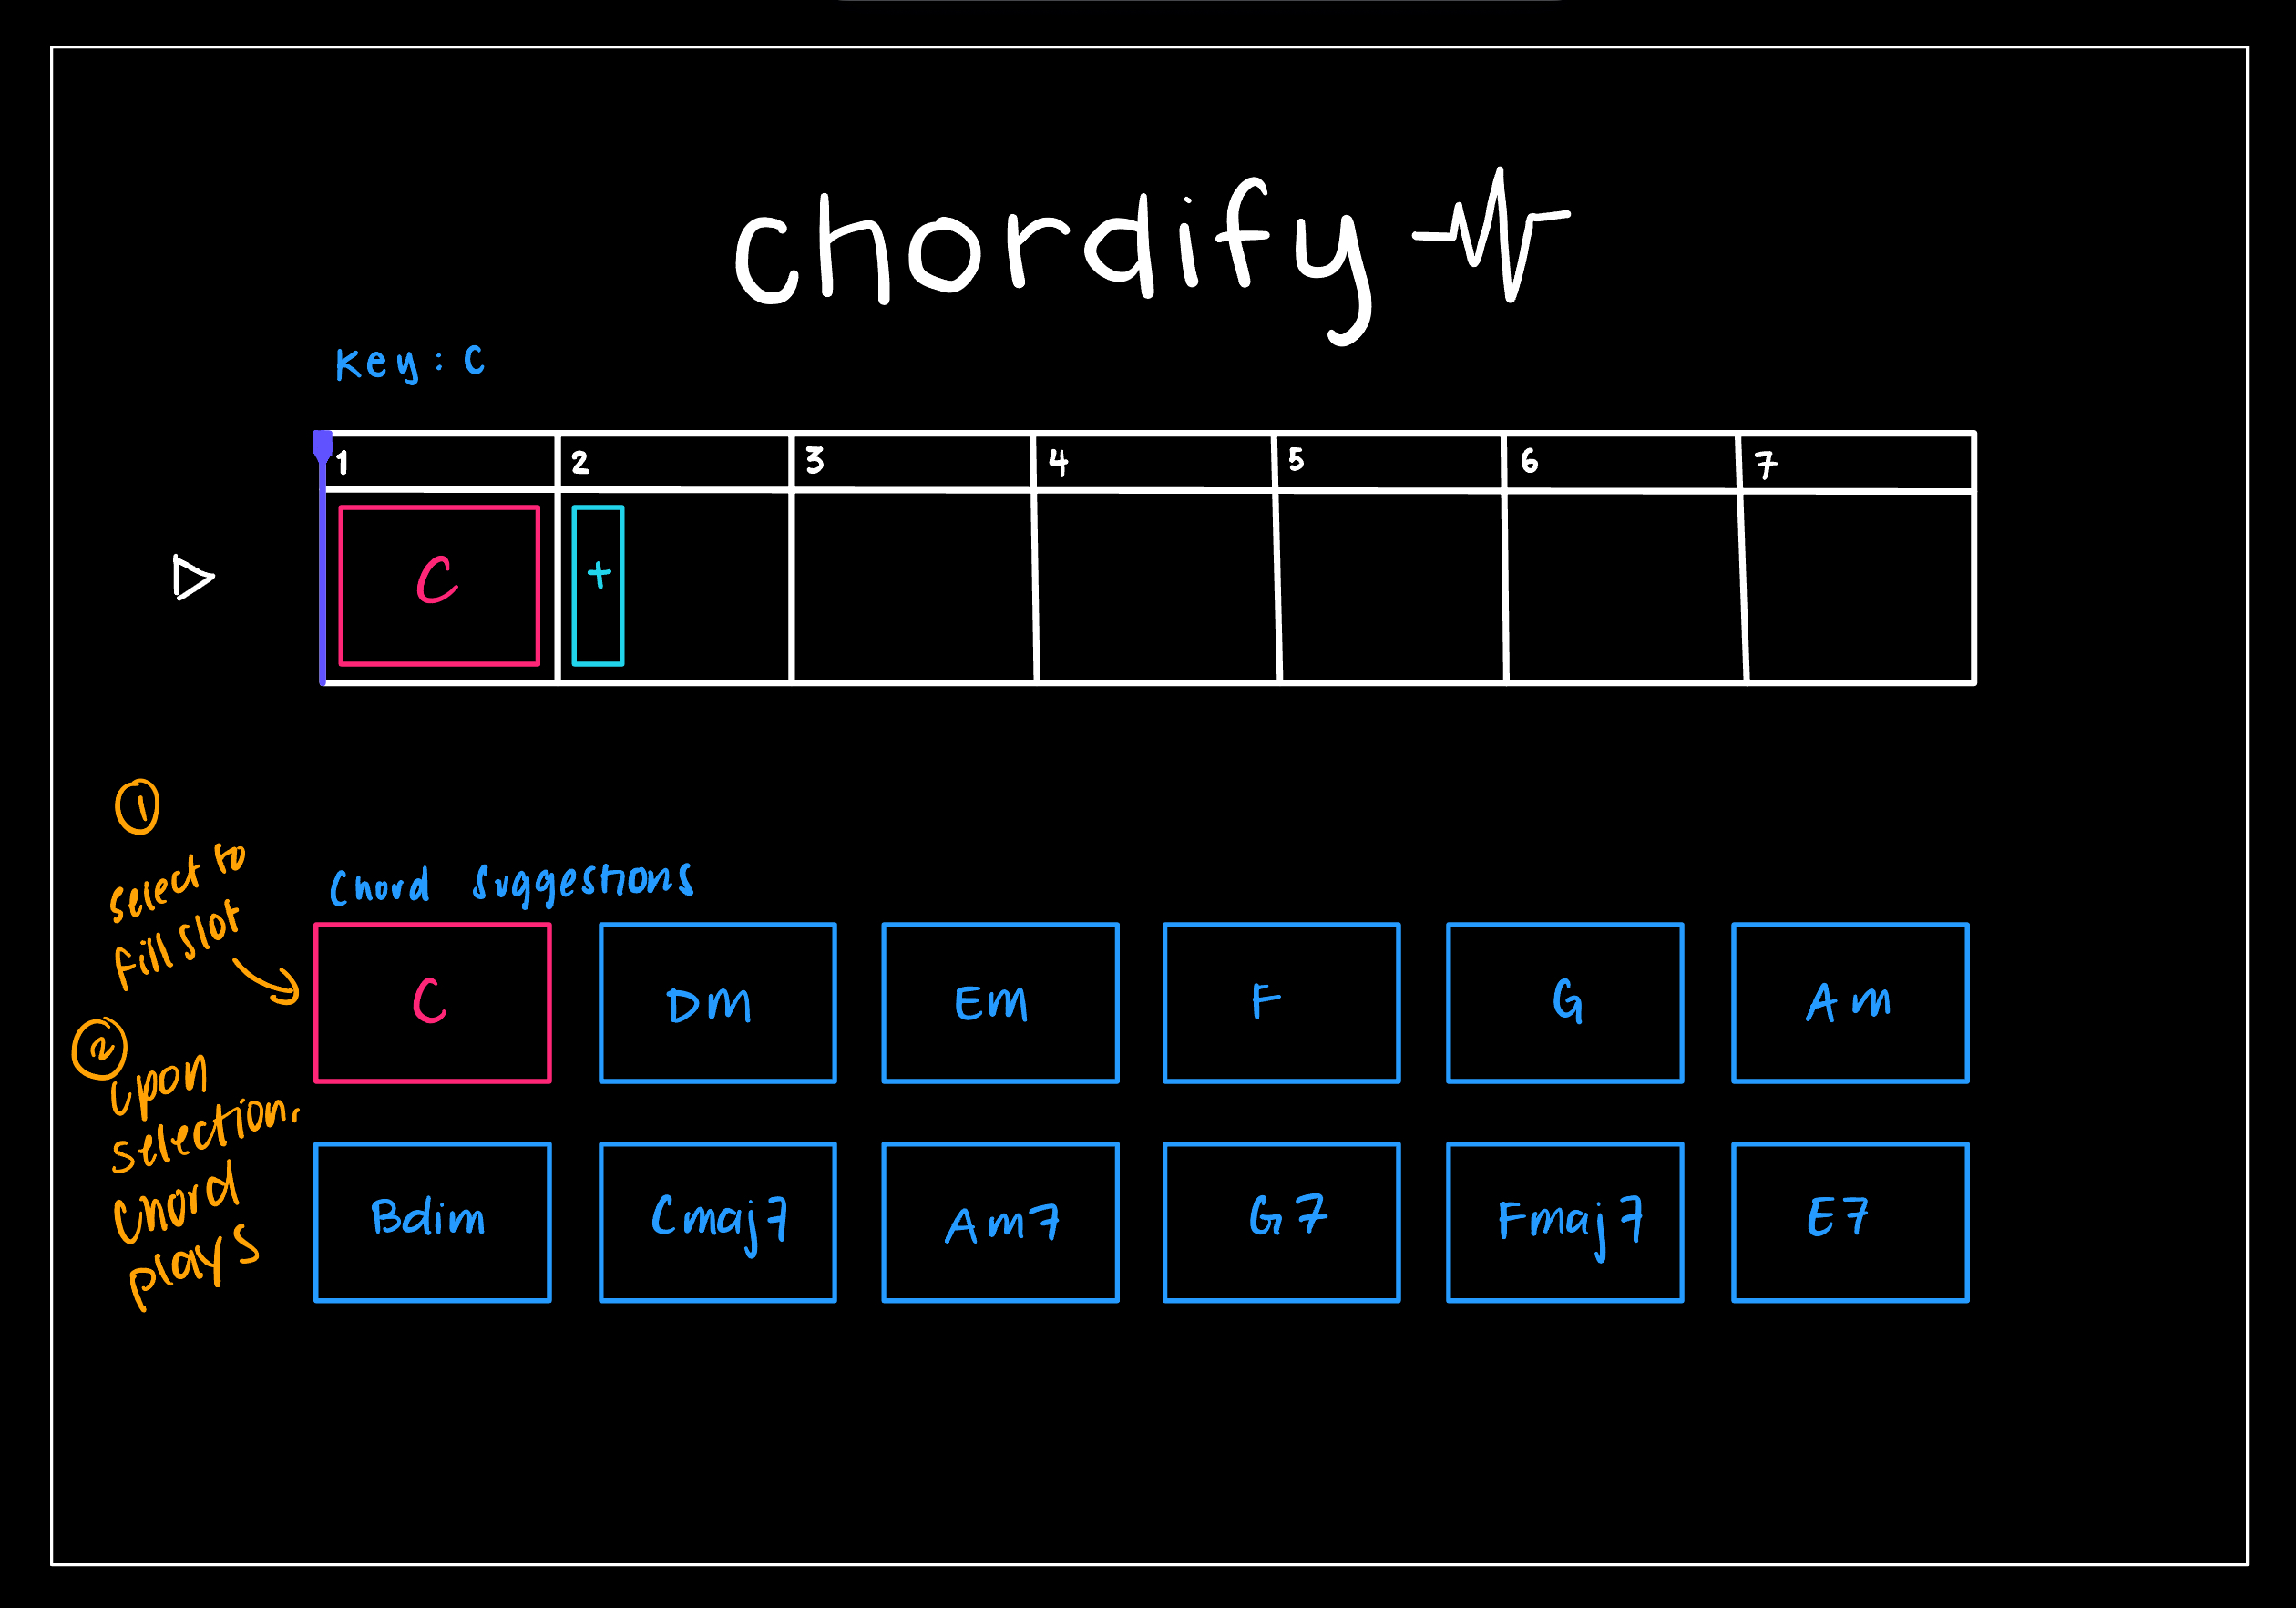 chordify
Key: C
1 2 3 4 5 6 7
C +
1
select to
fill slot
Chord Suggestions
C Dm Em F G Am
2
Upon
selection,
Chord
plays
Bdim Cmaj7 Am7 G7 Fmaj7 E7